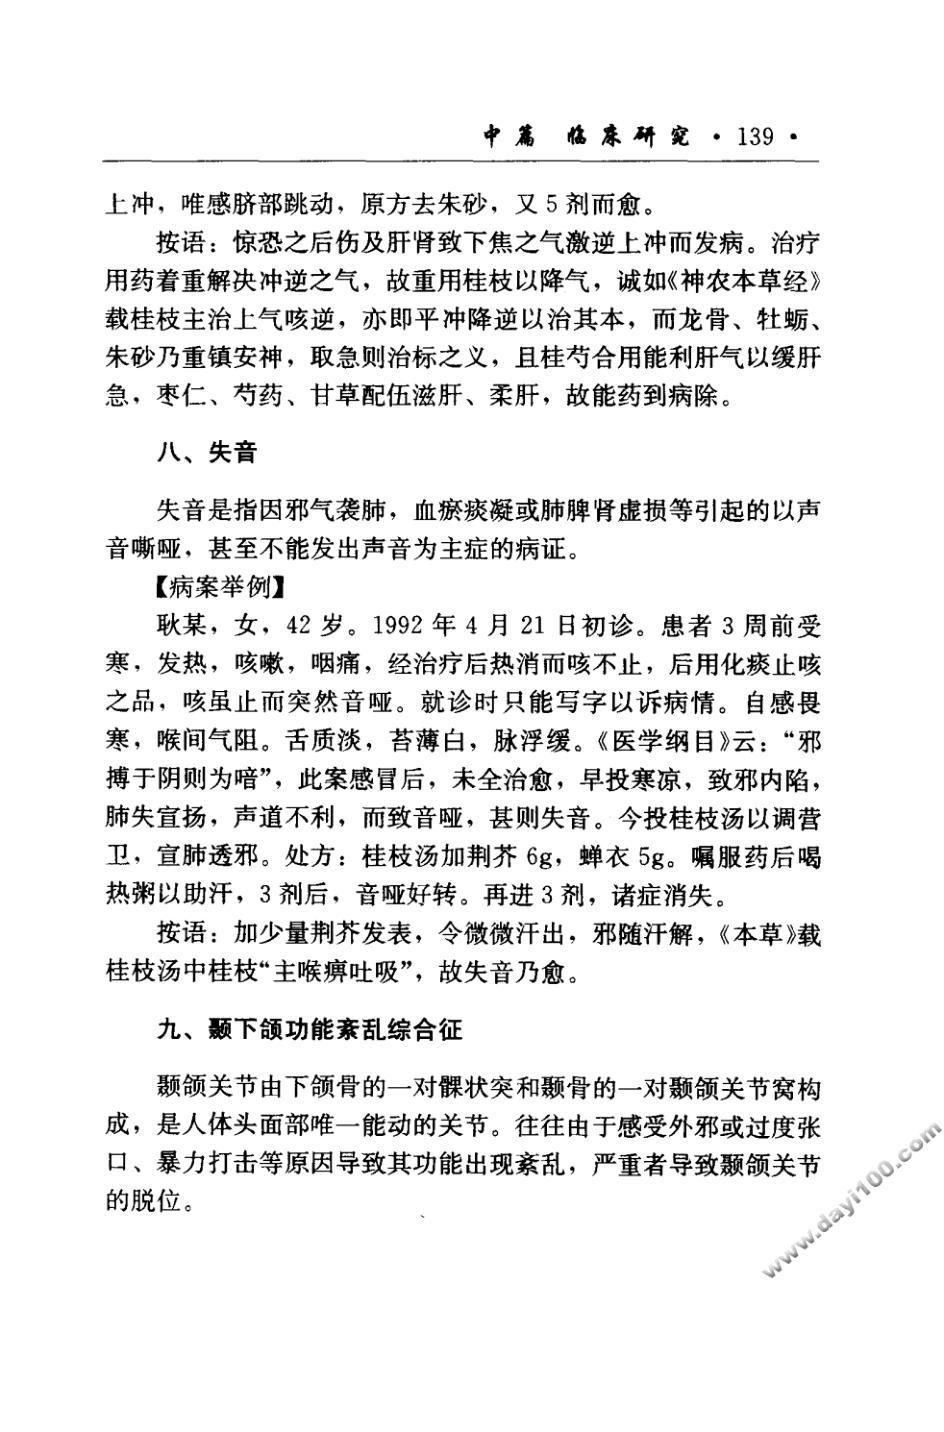 中篇 临床研究 · 139 ·
上冲，唯感脐部跳动，原方去朱砂，又 5 剂而愈。
按语：惊恐之后伤及肝肾致下焦之气激逆上冲而发病。治疗
用药着重解决冲逆之气，故重用桂枝以降气，诚如《神农本草经》
载桂枝主治上气咳逆，亦即平冲降逆以治其本，而龙骨、牡蛎、
朱砂乃重镇安神，取急则治标之义，且桂芍合用能利肝气以缓肝
急，枣仁、芍药、甘草配伍滋肝、柔肝，故能药到病除。
八、失音
失音是指因邪气袭肺，血瘀痰凝或肺脾肾虚损等引起的以声
音嘶哑，甚至不能发出声音为主症的病证。
【病案举例】
耿某，女，42 岁。1992 年 4 月 21 日初诊。患者 3 周前受
寒，发热，咳嗽，咽痛，经治疗后热消而咳不止，后用化痰止咳
之品，咳虽止而突然音哑。就诊时只能写字以诉病情。自感畏
寒，喉间气阻。舌质淡，苔薄白，脉浮缓。《医学纲目》云：“邪
搏于阴则为喑”，此案感冒后，未全治愈，早投寒凉，致邪内陷，
肺失宣扬，声道不利，而致音哑，甚则失音。今投桂枝汤以调营
卫，宣肺透邪。处方：桂枝汤加荆芥 6g，蝉衣 5g。嘱服药后喝
热粥以助汗，3 剂后，音哑好转。再进 3 剂，诸症消失。
按语：加少量荆芥发表，令微微汗出，邪随汗解，《本草》载
桂枝汤中桂枝“主喉痹吐吸”，故失音乃愈。
九、颞下颌功能紊乱综合征
颞颌关节由下颌骨的一对髁状突和颞骨的一对颞颌关节窝构
成，是人体头面部唯一能动的关节。往往由于感受外邪或过度张
口、暴力打击等原因导致其功能出现紊乱，严重者导致颞颌关节
的脱位。
www.dayi100.com